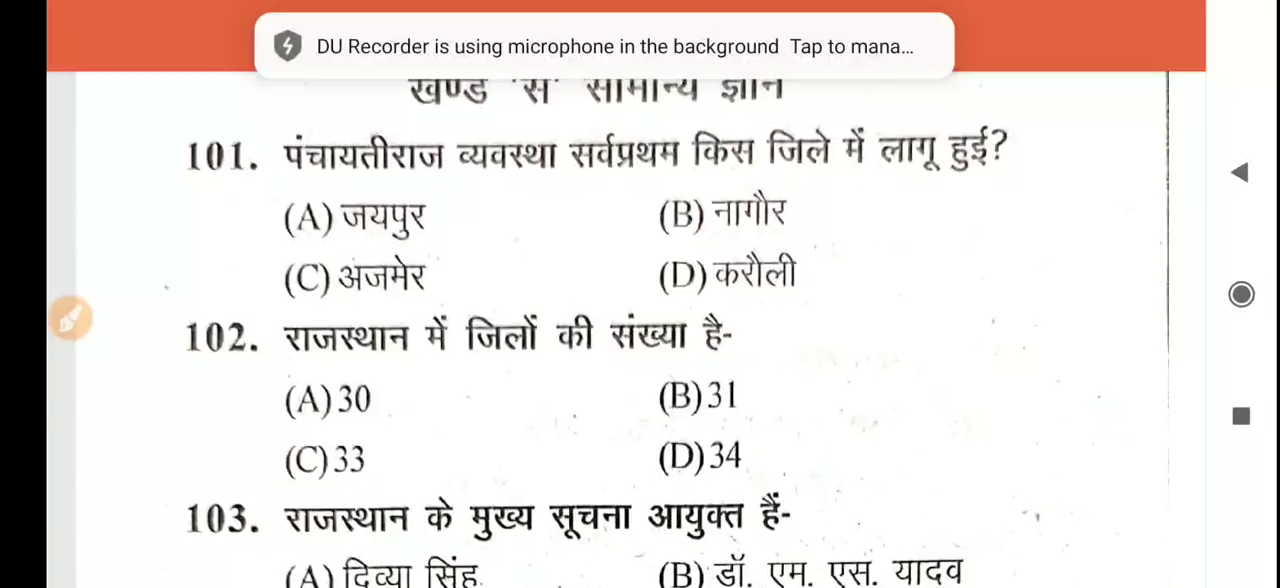 DU Recorder is using microphone in the background Tap to mana...
खण्ड 'स' सामान्य ज्ञान
101. पंचायतीराज व्यवस्था सर्वप्रथम किस जिले में लागू हुई?
(A) जयपुर (B) नागौर
(C) अजमेर (D) करौली
102. राजस्थान में जिलों की संख्या है-
(A) 30 (B) 31
(C) 33 (D) 34
103. राजस्थान के मुख्य सूचना आयुक्त हैं-
(A) दिव्या सिंह (B) डॉ. एम. एस. यादव